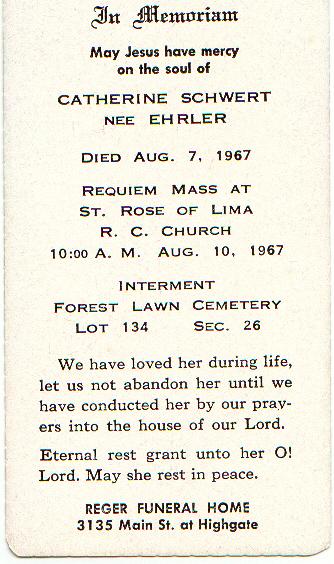 In Memoriam
May Jesus have mercy
on the soul of
CATHERINE SCHWERT
NEE EHRLER
DIED AUG. 7, 1967
REQUIEM MASS AT
ST. ROSE OF LIMA
R. C. CHURCH
10:00 A. M. AUG. 10, 1967
INTERMENT
FOREST LAWN CEMETERY
LOT 134 SEC. 26
We have loved her during life,
let us not abandon her until we
have conducted her by our pray-
ers into the house of our Lord.
Eternal rest grant unto her O!
Lord. May she rest in peace.
REGER FUNERAL HOME
3135 Main St. at Highgate